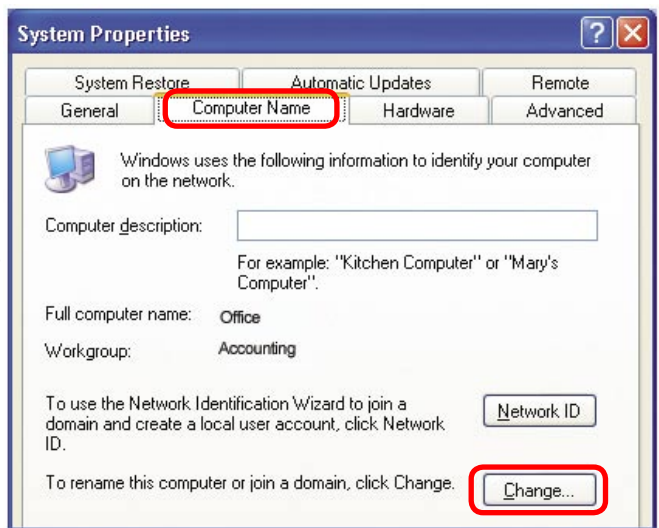 System Properties
System Restore Automatic Updates Remote
General Computer Name Hardware Advanced
Windows uses the following information to identify your computer
on the network.
Computer description:
For example: "Kitchen Computer" or "Mary's
Computer".
Full computer name: Office
Workgroup: Accounting
To use the Network Identification Wizard to join a
domain and create a local user account, click Network
ID.
Network ID
To rename this computer or join a domain, click Change.
Change...